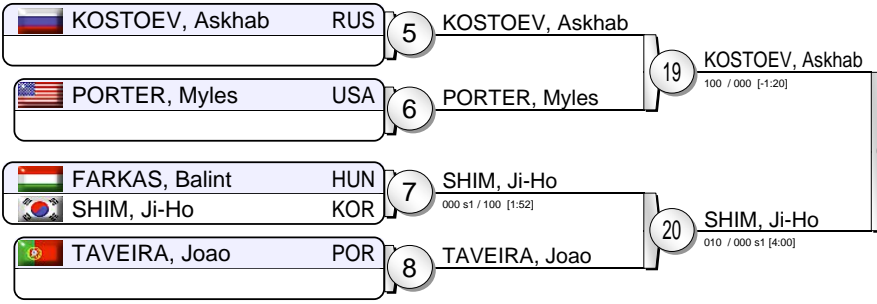 KOSTOEV, Askhab RUS
5
KOSTOEV, Askhab
19
KOSTOEV, Askhab
100 / 000 [-1:20]
PORTER, Myles USA
6
PORTER, Myles
FARKAS, Balint HUN
SHIM, Ji-Ho KOR
7
SHIM, Ji-Ho
000 s1 / 100 [1:52]
20
SHIM, Ji-Ho
010 / 000 s1 [4:00]
TAVEIRA, Joao POR
8
TAVEIRA, Joao